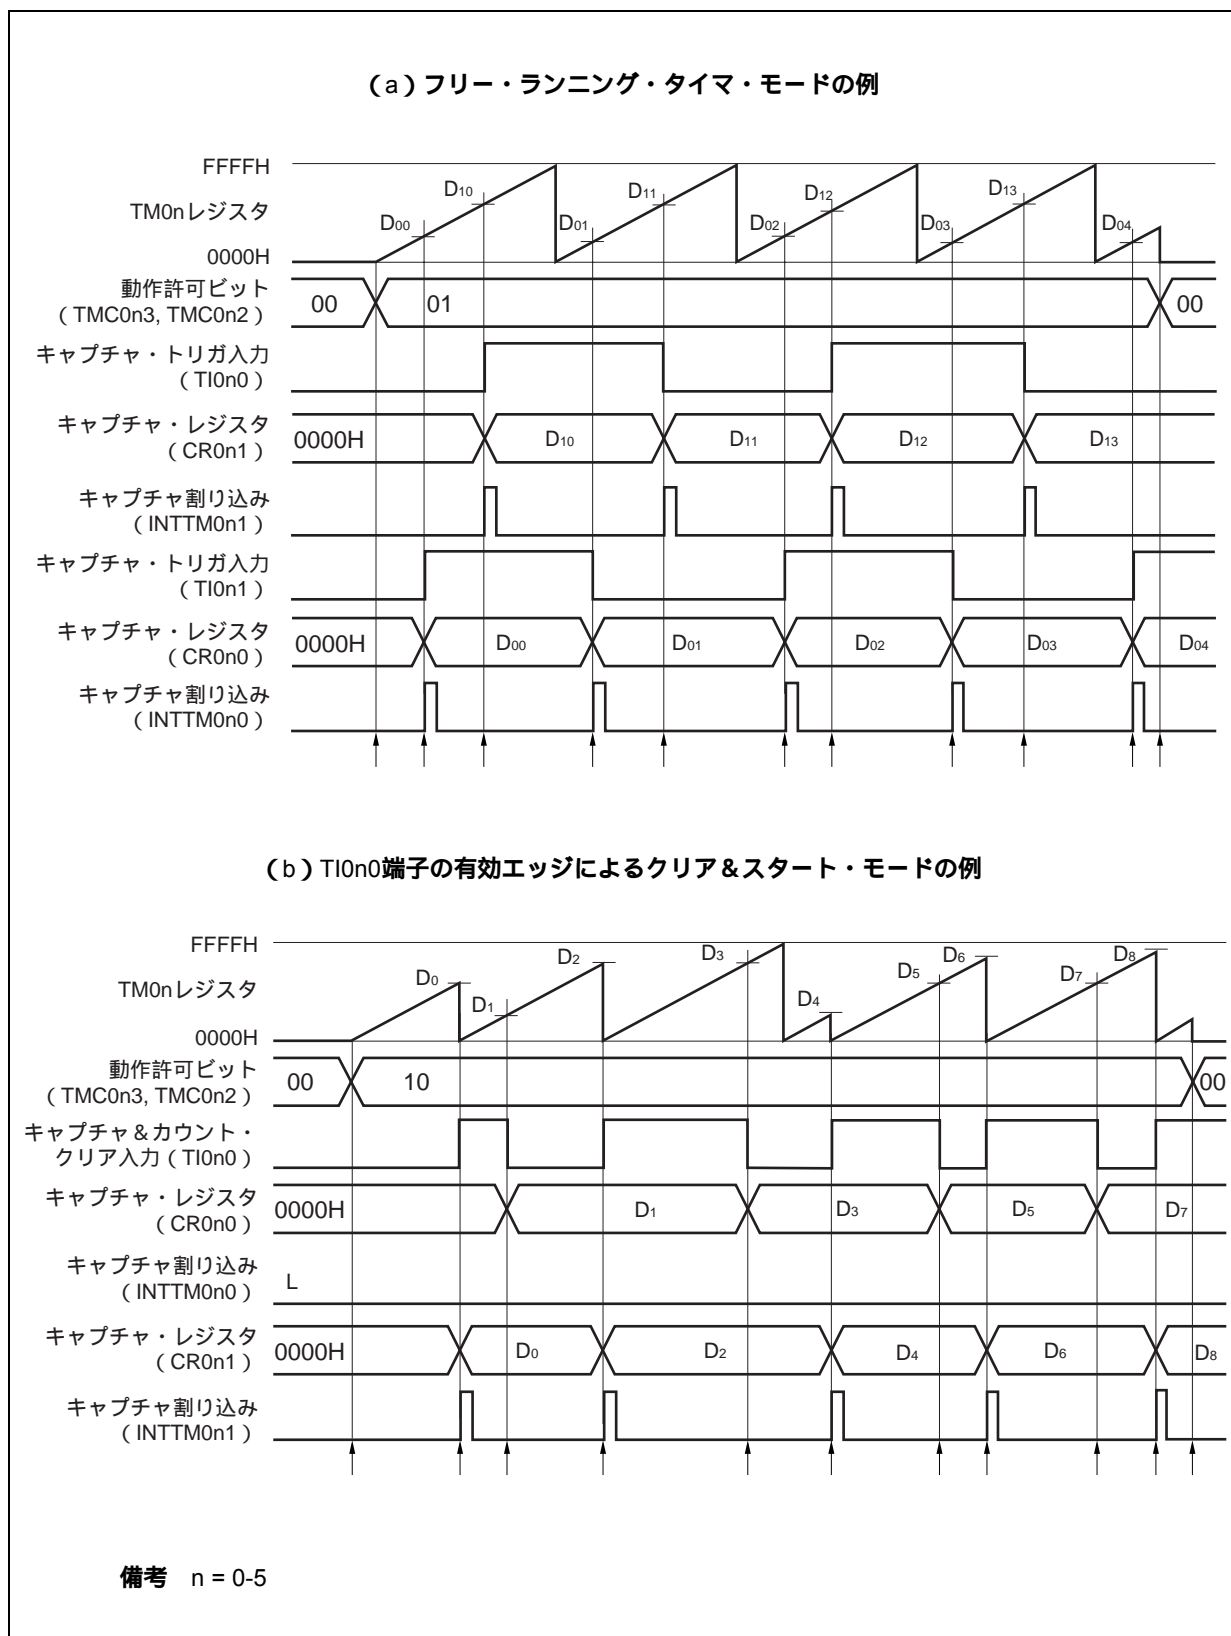 （a）フリー・ランニング・タイマ・モードの例
FFFFH
TM0nレジスタ
0000H
D00
D10
D01
D11
D02
D12
D03
D13
D04
動作許可ビット
（TMC0n3, TMC0n2）
00
01
00
キャプチャ・トリガ入力
（TI0n0）
キャプチャ・レジスタ
（CR0n1）
0000H
D10
D11
D12
D13
キャプチャ割り込み
（INTTM0n1）
キャプチャ・トリガ入力
（TI0n1）
キャプチャ・レジスタ
（CR0n0）
0000H
D00
D01
D02
D03
D04
キャプチャ割り込み
（INTTM0n0）
（b）TI0n0端子の有効エッジによるクリア＆スタート・モードの例
FFFFH
TM0nレジスタ
0000H
D0
D1
D2
D3
D4
D5
D6
D7
D8
動作許可ビット
（TMC0n3, TMC0n2）
00
10
00
キャプチャ＆カウント・
クリア入力（TI0n0）
キャプチャ・レジスタ
（CR0n0）
0000H
D1
D3
D5
D7
キャプチャ割り込み
（INTTM0n0）
L
キャプチャ・レジスタ
（CR0n1）
0000H
D0
D2
D4
D6
D8
キャプチャ割り込み
（INTTM0n1）
備考 n = 0-5